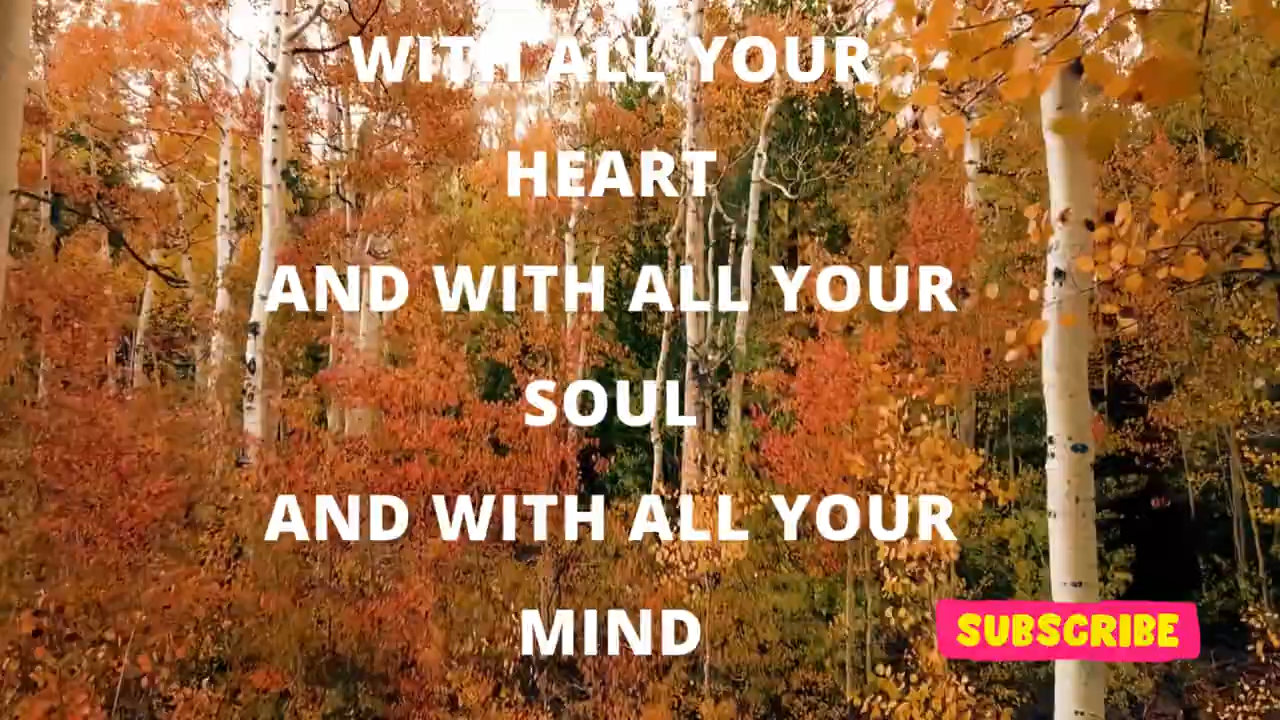 WITH ALL YOUR
HEART
AND WITH ALL YOUR
SOUL
AND WITH ALL YOUR
MIND
SUBSCRIBE